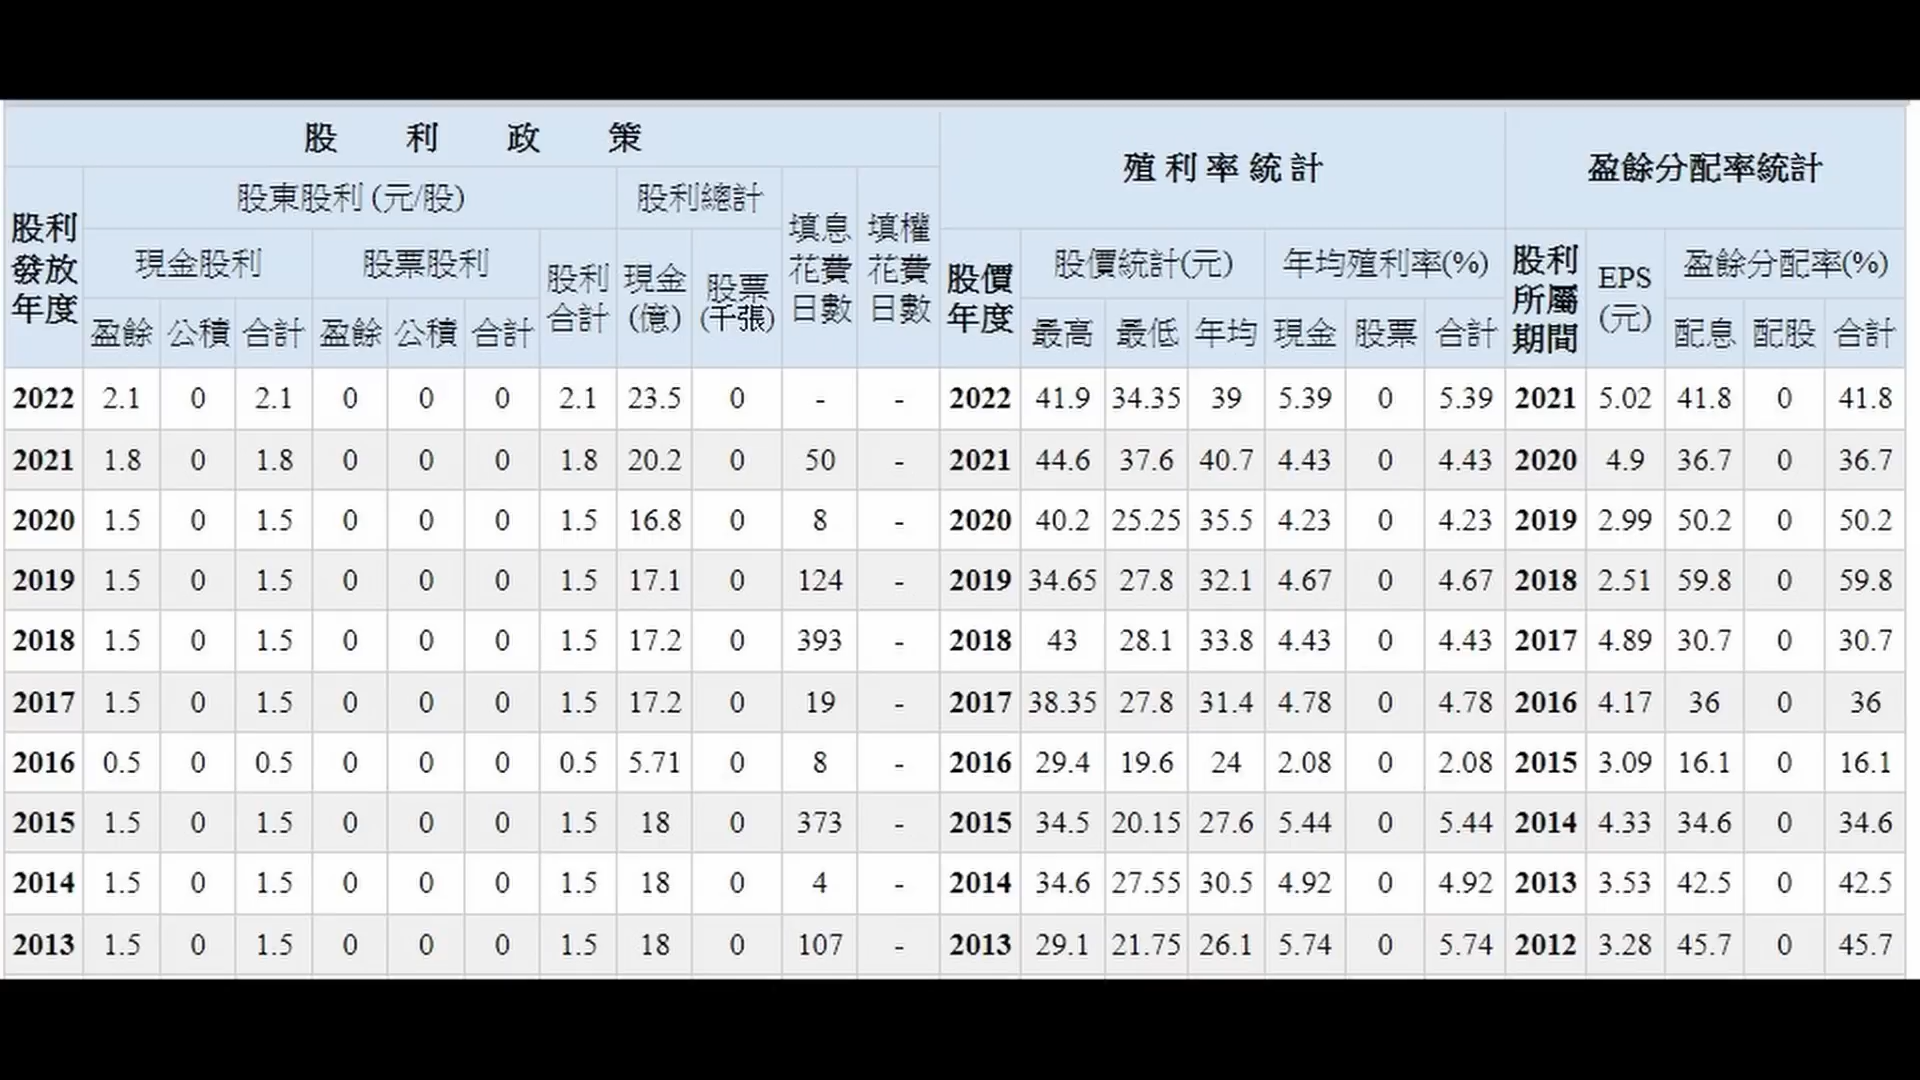 股 利 政 策 殖 利 率 統 計 盈餘分配率統計
股利發放年度 股東股利 (元/股) 股利總計 填息花費日數 填權花費日數
現金股利 股票股利 股利合計 現金(億) 股票(千張) 股價年度 股價統計(元) 年均殖利率(%) 股利所屬期間 EPS(元) 盈餘分配率(%)
盈餘 公積 合計 盈餘 公積 合計 最高 最低 年均 現金 股票 合計 配息 配股 合計
2022 2.1 0 2.1 0 0 0 2.1 23.5 0 - - 2022 41.9 34.35 39 5.39 0 5.39 2021 5.02 41.8 0 41.8
2021 1.8 0 1.8 0 0 0 1.8 20.2 0 50 - 2021 44.6 37.6 40.7 4.43 0 4.43 2020 4.9 36.7 0 36.7
2020 1.5 0 1.5 0 0 0 1.5 16.8 0 8 - 2020 40.2 25.25 35.5 4.23 0 4.23 2019 2.99 50.2 0 50.2
2019 1.5 0 1.5 0 0 0 1.5 17.1 0 124 - 2019 34.65 27.8 32.1 4.67 0 4.67 2018 2.51 59.8 0 59.8
2018 1.5 0 1.5 0 0 0 1.5 17.2 0 393 - 2018 43 28.1 33.8 4.43 0 4.43 2017 4.89 30.7 0 30.7
2017 1.5 0 1.5 0 0 0 1.5 17.2 0 19 - 2017 38.35 27.8 31.4 4.78 0 4.78 2016 4.17 36 0 36
2016 0.5 0 0.5 0 0 0 0.5 5.71 0 8 - 2016 29.4 19.6 24 2.08 0 2.08 2015 3.09 16.1 0 16.1
2015 1.5 0 1.5 0 0 0 1.5 18 0 373 - 2015 34.5 20.15 27.6 5.44 0 5.44 2014 4.33 34.6 0 34.6
2014 1.5 0 1.5 0 0 0 1.5 18 0 4 - 2014 34.6 27.55 30.5 4.92 0 4.92 2013 3.53 42.5 0 42.5
2013 1.5 0 1.5 0 0 0 1.5 18 0 107 - 2013 29.1 21.75 26.1 5.74 0 5.74 2012 3.28 45.7 0 45.7